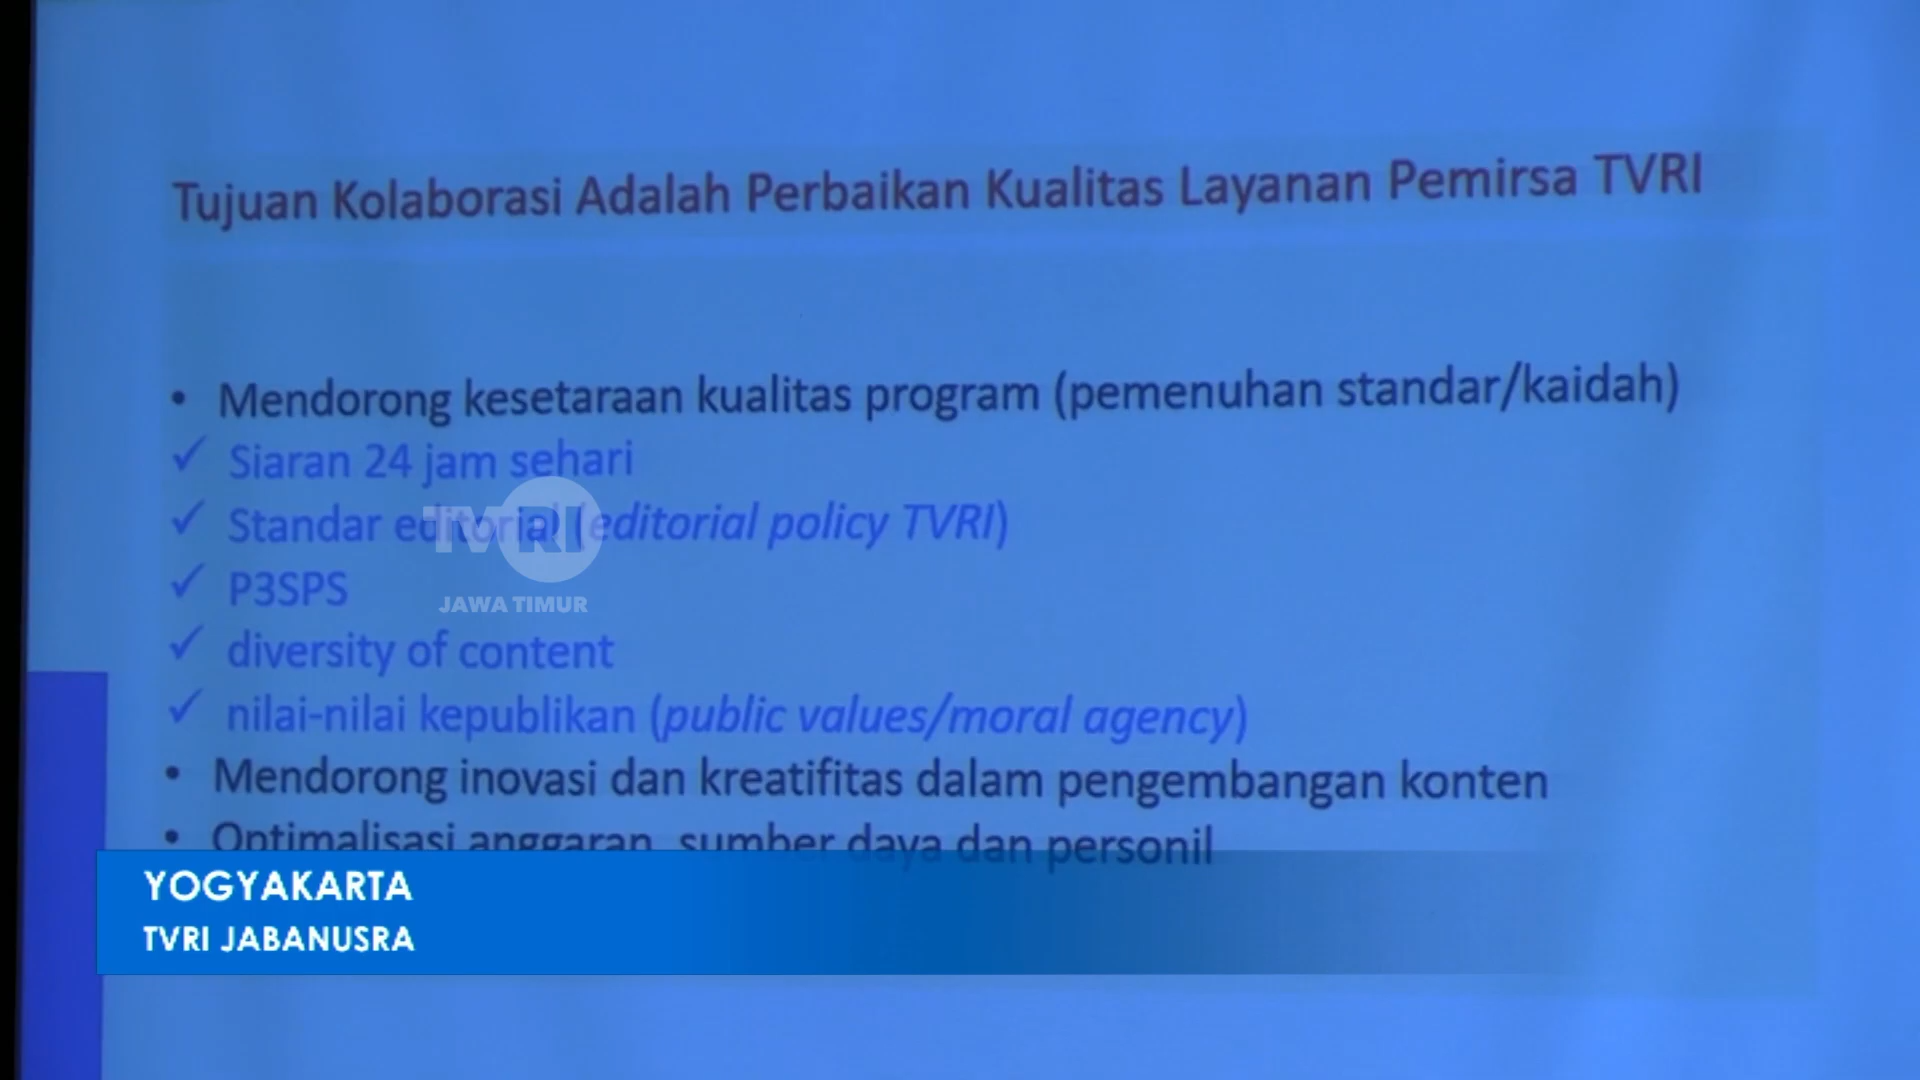 Tujuan Kolaborasi Adalah Perbaikan Kualitas Layanan Pemirsa TVRI
• Mendorong kesetaraan kualitas program (pemenuhan standar/kaidah)
✓ Siaran 24 jam sehari
✓ Standar editorial (editorial policy TVRI)
TVRI
✓ P3SPS
JAWA TIMUR
✓ diversity of content
✓ nilai-nilai kepublikan (public values/moral agency)
• Mendorong inovasi dan kreatifitas dalam pengembangan konten
• Optimalisasi anggaran, sumber daya dan personil
YOGYAKARTA
TVRI JABANUSRA